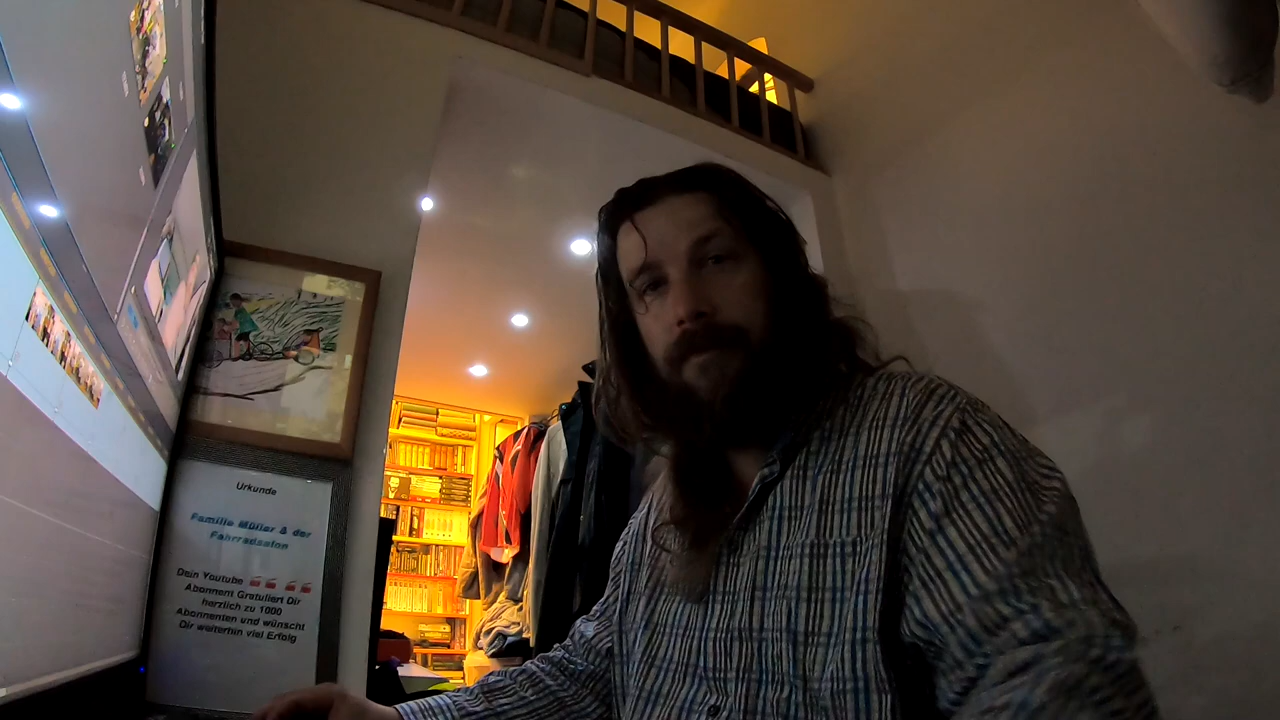 Urkunde
Familie Müller & der
Fahrradsalon
Dein Youtube
Abonnent Gratuliert Dir
herzlich zu 1000
Abonnenten und wünscht
Dir weiterhin viel Erfolg